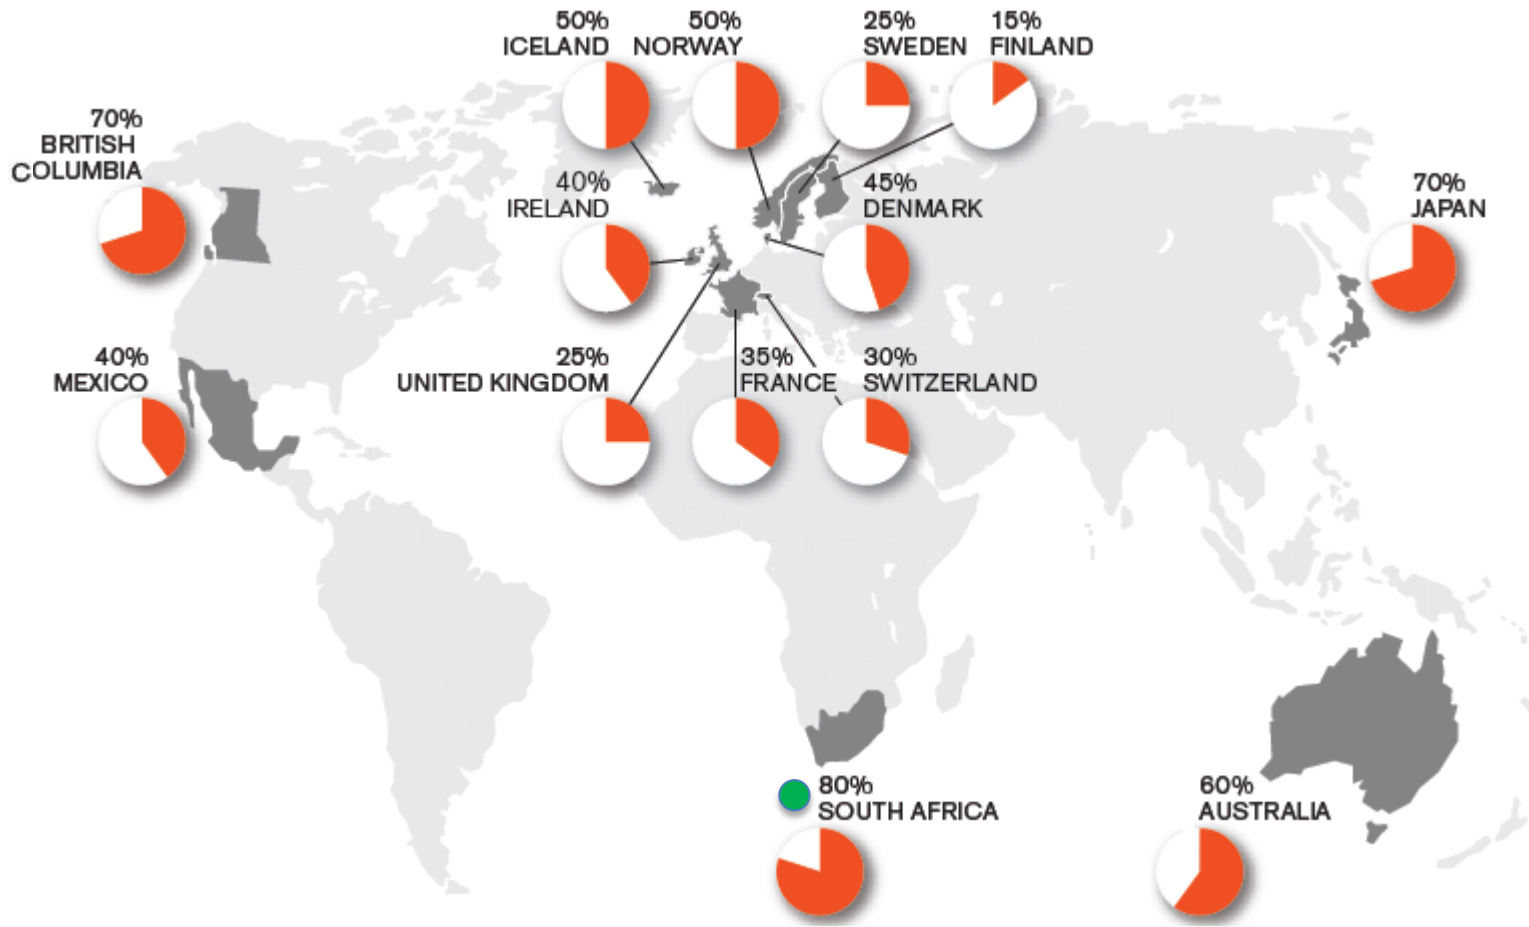 50%
ICELAND
50%
NORWAY
25%
SWEDEN
15%
FINLAND
70%
BRITISH
COLUMBIA
40%
IRELAND
45%
DENMARK
70%
JAPAN
40%
MEXICO
25%
UNITED KINGDOM
35%
FRANCE
30%
SWITZERLAND
80%
SOUTH AFRICA
60%
AUSTRALIA